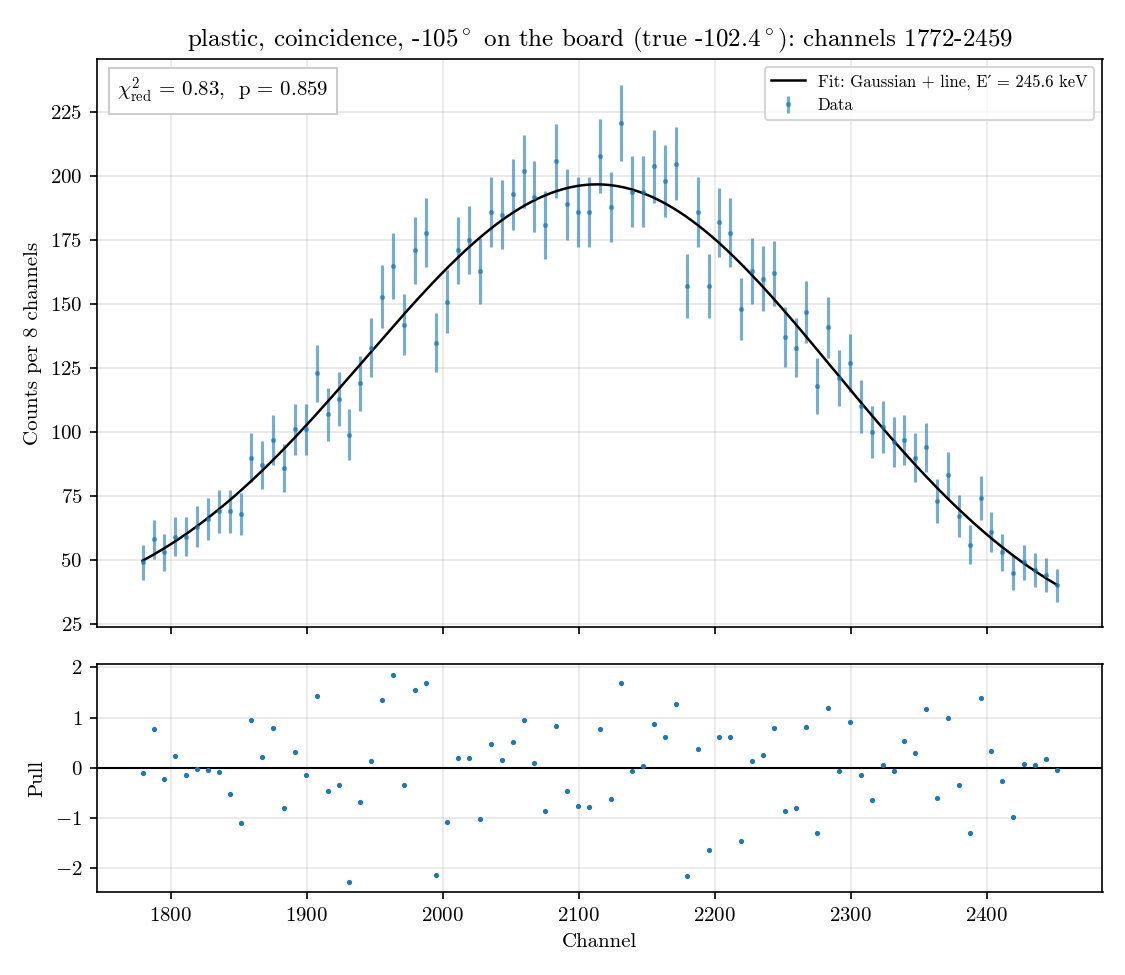 plastic, coincidence, -105° on the board (true -102.4°): channels 1772-2459
χ²red = 0.83, p = 0.859
Fit: Gaussian + line, E′ = 245.6 keV
Data
Counts per 8 channels
225
200
175
150
125
100
75
50
25
Pull
2
1
0
−1
−2
1800 1900 2000 2100 2200 2300 2400
Channel